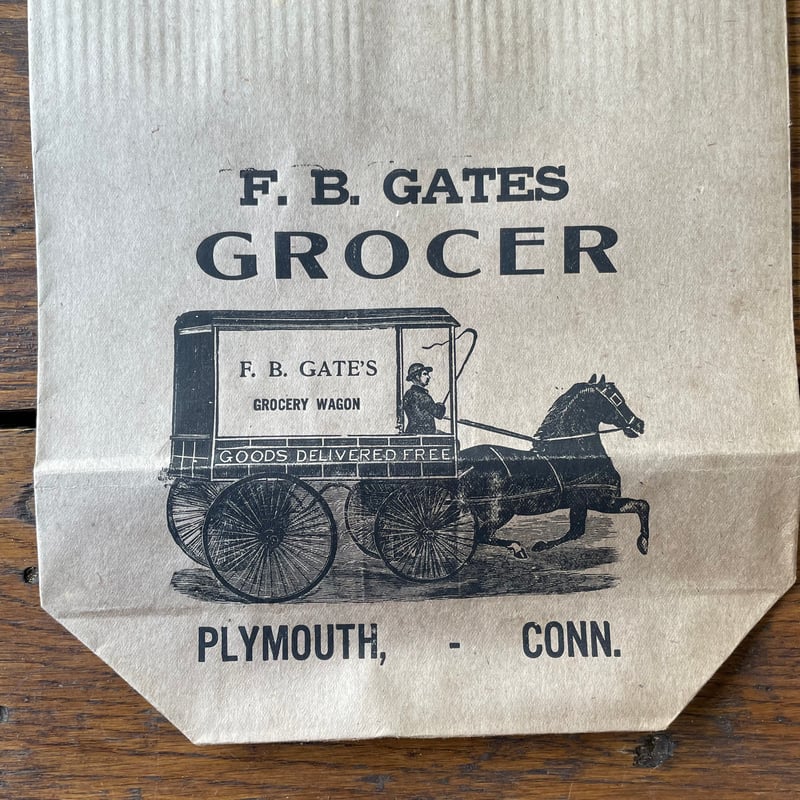 F. B. GATES
GROCER
F. B. GATE'S
GROCERY WAGON
GOODS DELIVERED FREE
PLYMOUTH, - CONN.